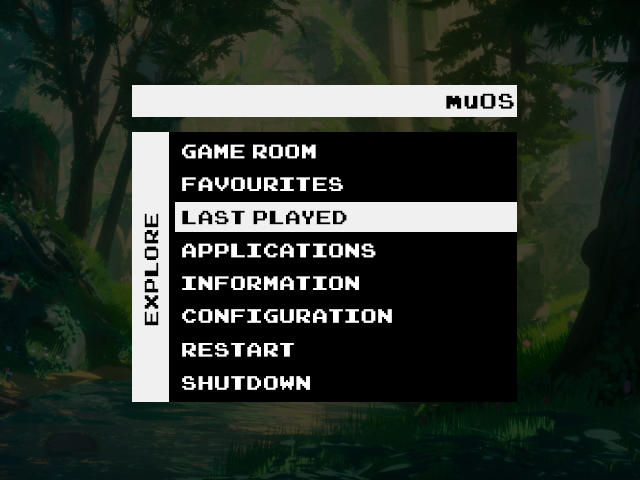 muOS
EXPLORE
GAME ROOM
FAVOURITES
LAST PLAYED
APPLICATIONS
INFORMATION
CONFIGURATION
RESTART
SHUTDOWN